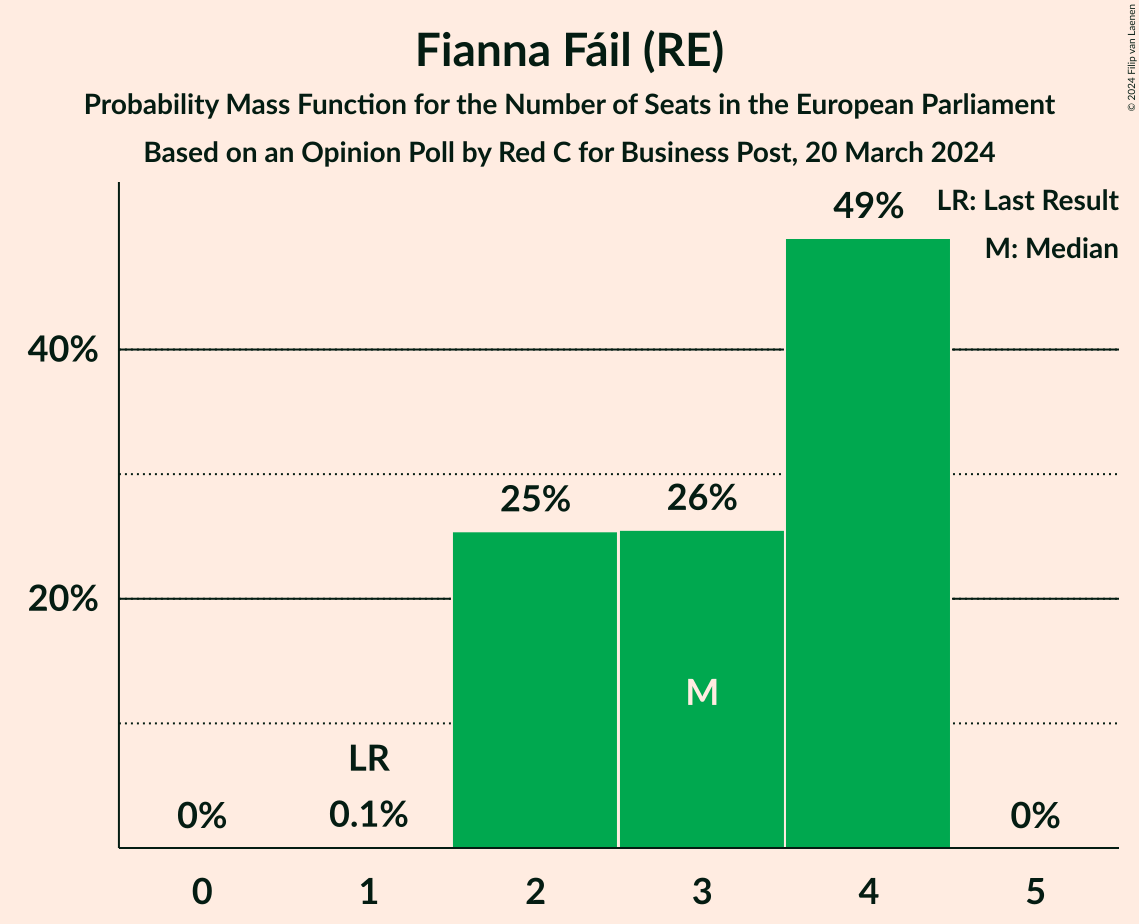 Fianna Fáil (RE)
Probability Mass Function for the Number of Seats in the European Parliament
Based on an Opinion Poll by Red C for Business Post, 20 March 2024
© 2024 Filip van Laenen
LR: Last Result
M: Median
49%
40%
25%
26%
20%
M
LR
0%
0.1%
0%
0
1
2
3
4
5